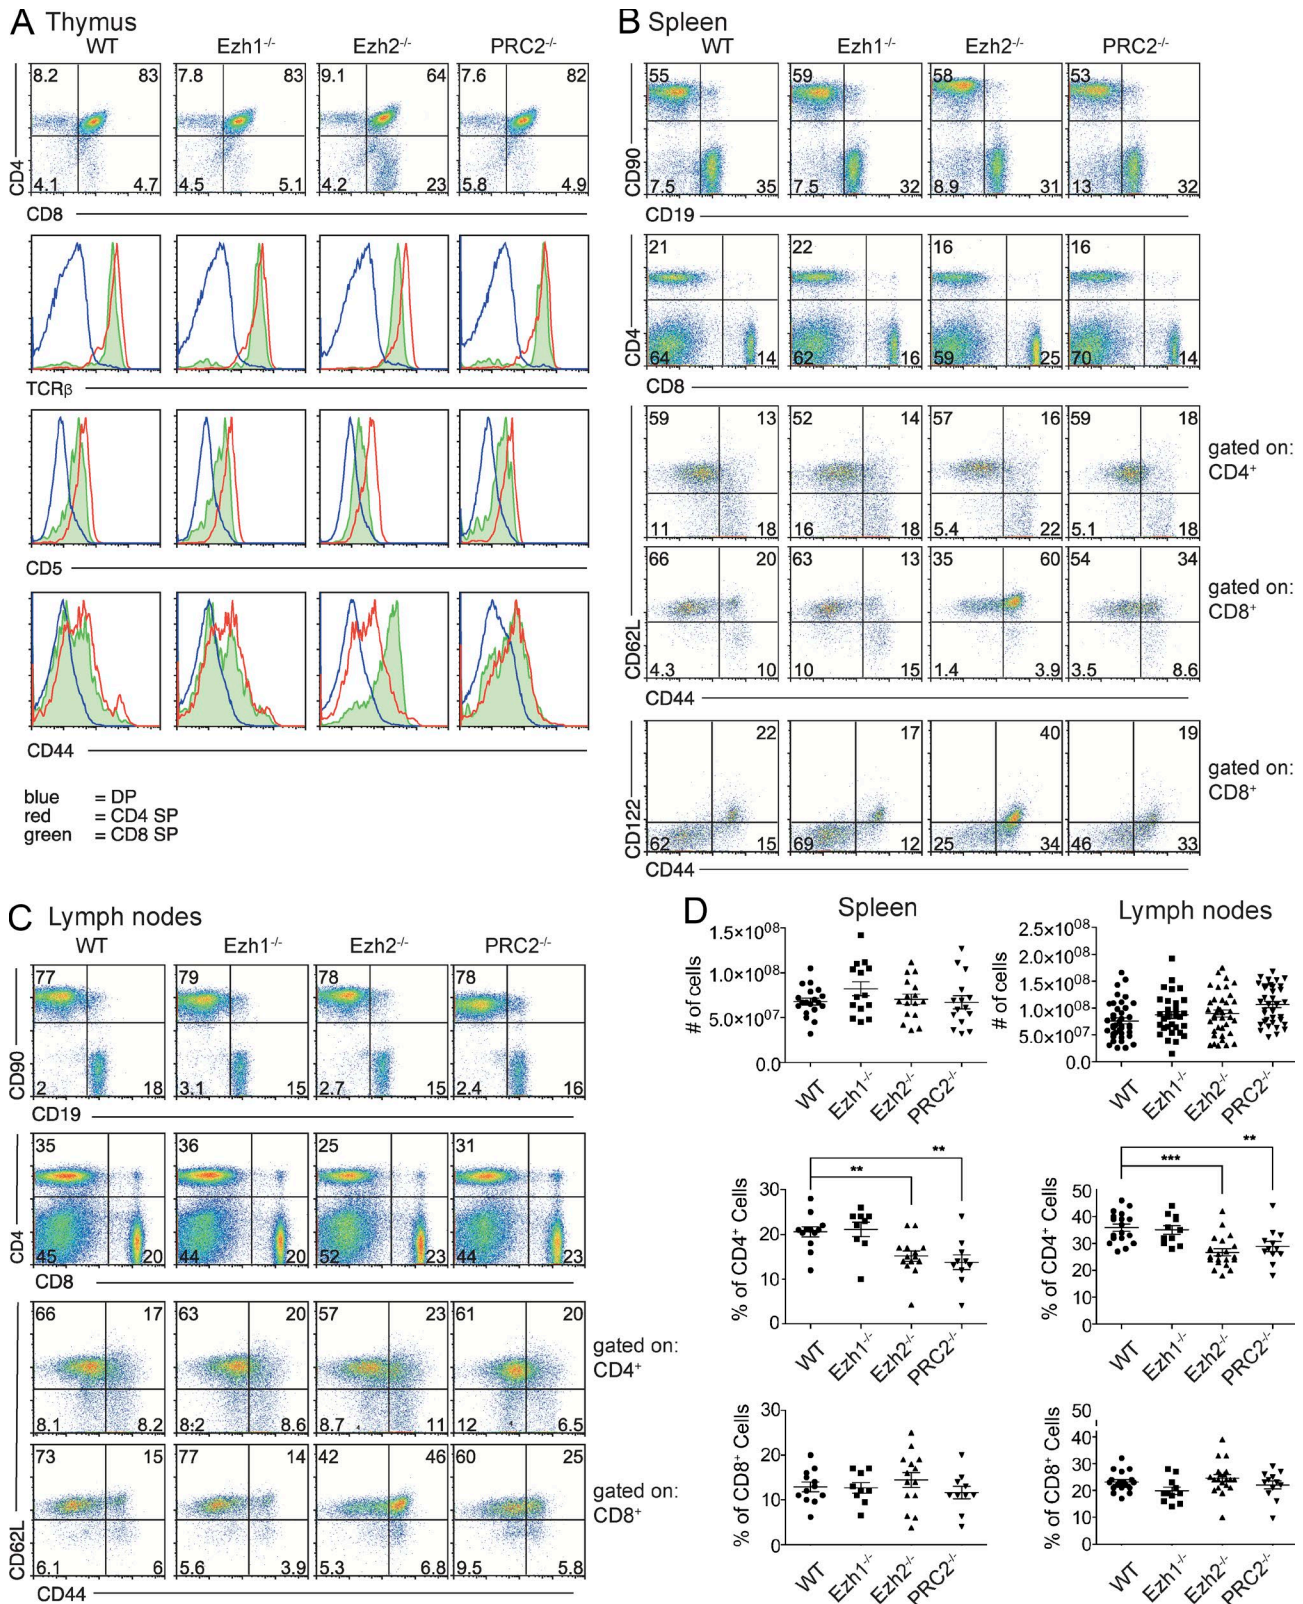 A Thymus
WT Ezh1-/- Ezh2-/- PRC2-/-
8.2 83 7.8 83 9.1 64 7.6 82
CD4
4.1 4.7 4.5 5.1 4.2 23 5.8 4.9
CD8
TCRβ
CD5
CD44
blue = DP
red = CD4 SP
green = CD8 SP
B Spleen
WT Ezh1-/- Ezh2-/- PRC2-/-
55 59 58 53
CD90
7.5 35 7.5 32 8.9 31 13 32
CD19
21 22 16 16
CD4
64 14 62 16 59 25 70 14
CD8
59 13 52 14 57 16 59 18
gated on:
CD4+
11 18 16 18 5.4 22 5.1 18
66 20 63 13 35 60 54 34
gated on:
CD8+
CD62L
4.3 10 10 15 1.4 3.9 3.5 8.6
CD44
22 17 40 19
gated on:
CD8+
CD122
62 15 69 12 25 34 46 33
CD44
C Lymph nodes
WT Ezh1-/- Ezh2-/- PRC2-/-
77 79 78 78
CD90
2 18 3.1 15 2.7 15 2.4 16
CD19
35 36 25 31
CD4
45 20 44 20 52 23 44 23
CD8
66 17 63 20 57 23 61 20
gated on:
CD4+
8.1 8.2 8.2 8.6 8.7 11 12 6.5
73 15 77 14 42 46 60 25
gated on:
CD8+
CD62L
6.1 6 5.6 3.9 5.3 6.8 9.5 5.8
CD44
D Spleen Lymph nodes
# of cells
1.5×10^08
1.0×10^08
5.0×10^07
0.0
WT Ezh1-/- Ezh2-/- PRC2-/-
# of cells
2.5×10^08
2.0×10^08
1.5×10^08
1.0×10^08
5.0×10^07
0.0
WT Ezh1-/- Ezh2-/- PRC2-/-
% of CD4+ Cells
**
**
30
20
10
0
WT Ezh1-/- Ezh2-/- PRC2-/-
% of CD4+ Cells
**
***
50
40
30
20
10
0
WT Ezh1-/- Ezh2-/- PRC2-/-
% of CD8+ Cells
30
20
10
0
WT Ezh1-/- Ezh2-/- PRC2-/-
% of CD8+ Cells
50
40
30
20
10
0
WT Ezh1-/- Ezh2-/- PRC2-/-